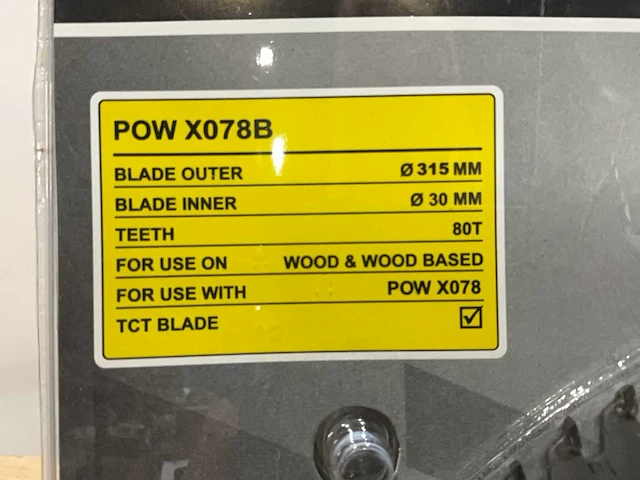 POW X078B
BLADE OUTER Ø 315 MM
BLADE INNER Ø 30 MM
TEETH 80T
FOR USE ON WOOD & WOOD BASED
FOR USE WITH POW X078
TCT BLADE ☑